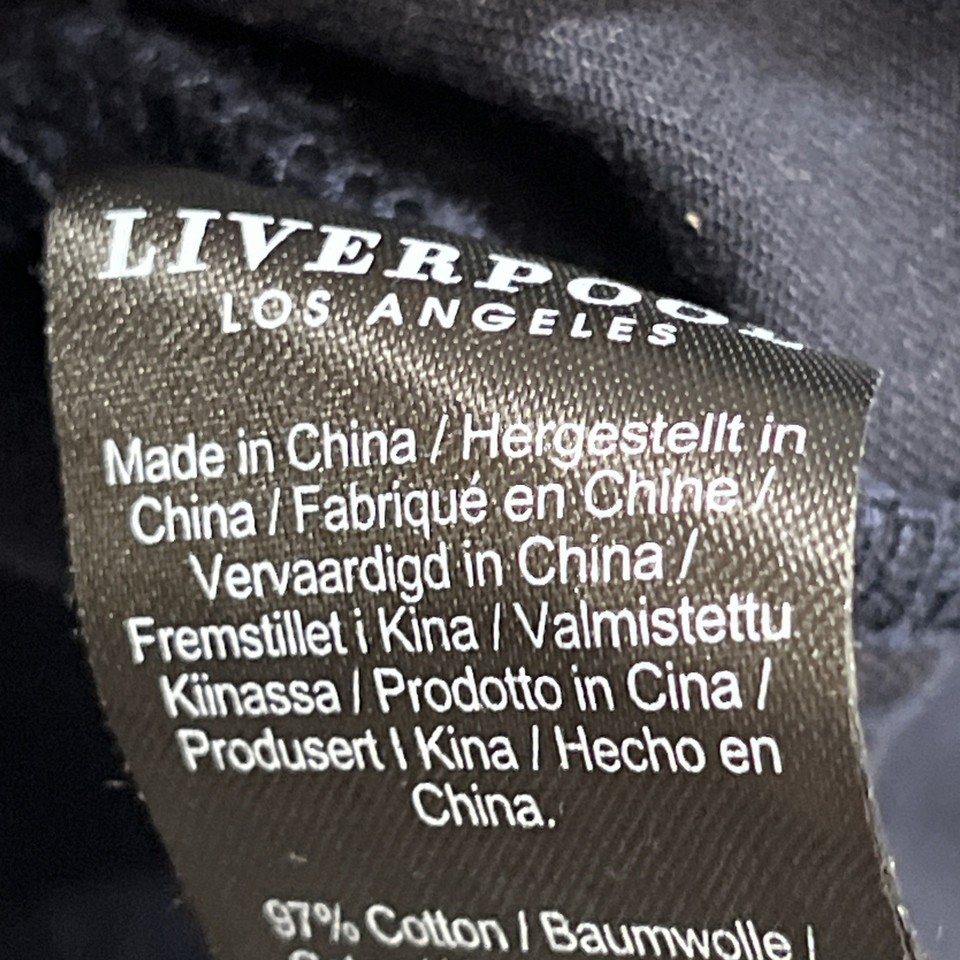 LIVERPOOL
LOS ANGELES
Made in China / Hergestellt in
China / Fabriqué en Chine /
Vervaardigd in China /
Fremstillet i Kina / Valmistettu
Kiinassa / Prodotto in Cina /
Produsert I Kina / Hecho en
China.
97% Cotton / Baumwolle /